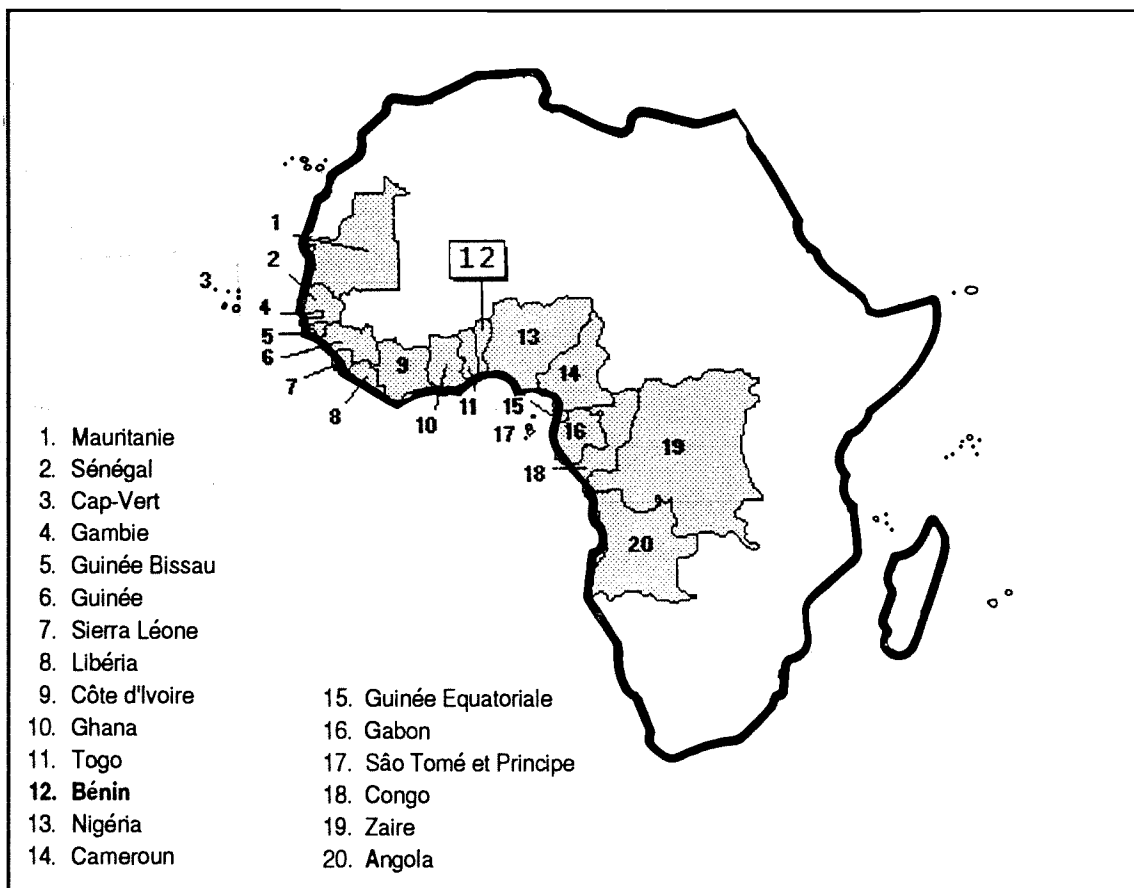 1
2
3
4
5
6
7
8
9
10
11
12
13
14
15
16
17
18
19
20
1. Mauritanie
2. Sénégal
3. Cap-Vert
4. Gambie
5. Guinée Bissau
6. Guinée
7. Sierra Léone
8. Libéria
9. Côte d'Ivoire
10. Ghana
11. Togo
12. Bénin
13. Nigéria
14. Cameroun
15. Guinée Equatoriale
16. Gabon
17. Sâo Tomé et Principe
18. Congo
19. Zaire
20. Angola